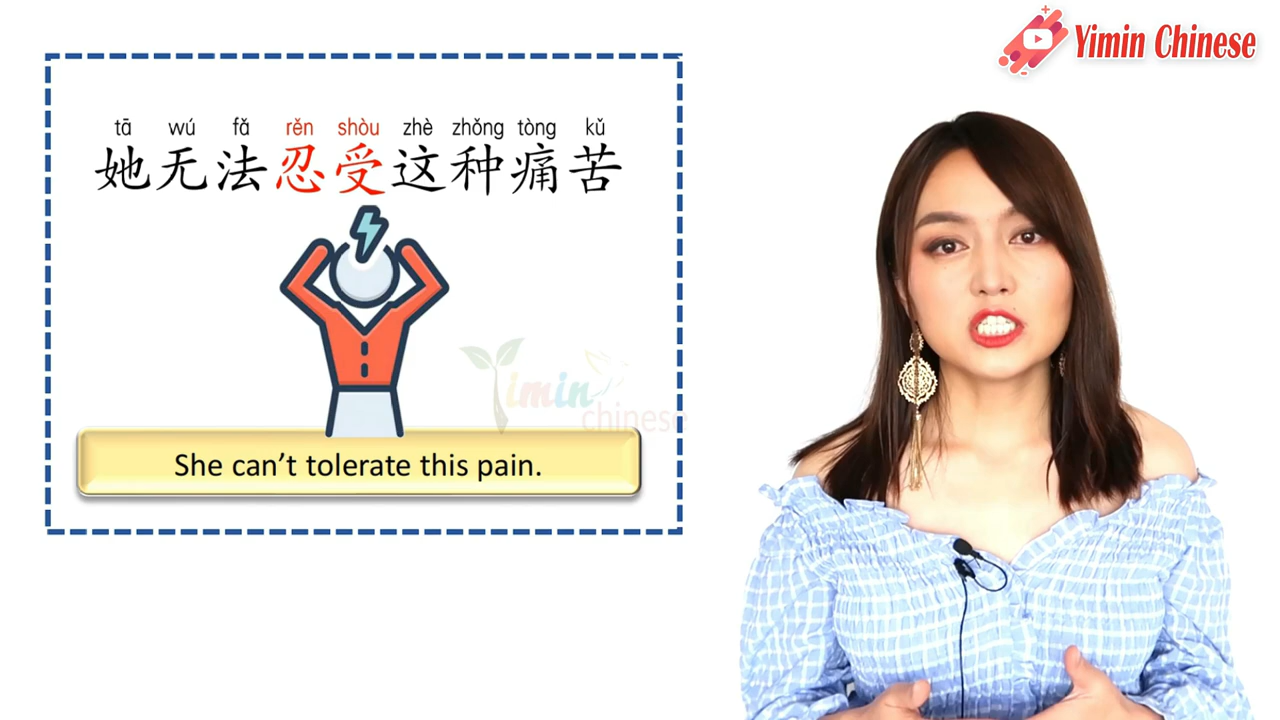 Yimin Chinese
tā wú fǎ rěn shòu zhè zhǒng tòng kǔ
她无法忍受这种痛苦
Yimin
chinese
She can't tolerate this pain.